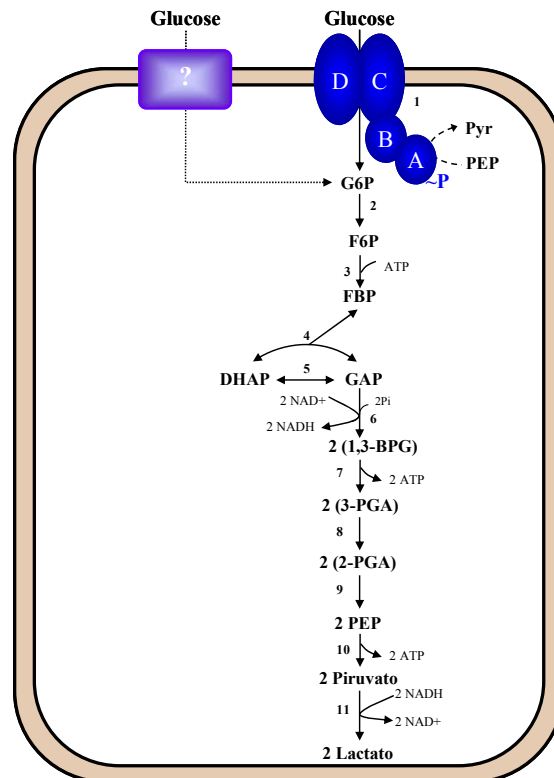 Glucose Glucose
?
D C
1
B
Pyr
A
PEP
~P
G6P
2
F6P
3 ATP
FBP
4
5
DHAP GAP
2 NAD+ 2Pi
6
2 NADH
2 (1,3-BPG)
7
2 ATP
2 (3-PGA)
8
2 (2-PGA)
9
2 PEP
10
2 ATP
2 Piruvato
2 NADH
11
2 NAD+
2 Lactato